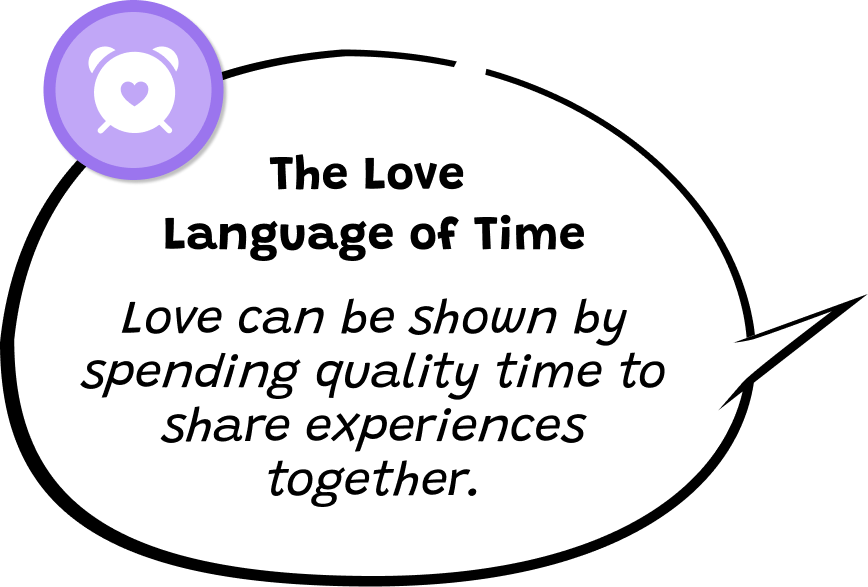 The Love
Language of Time
Love can be shown by
spending quality time to
share experiences
together.